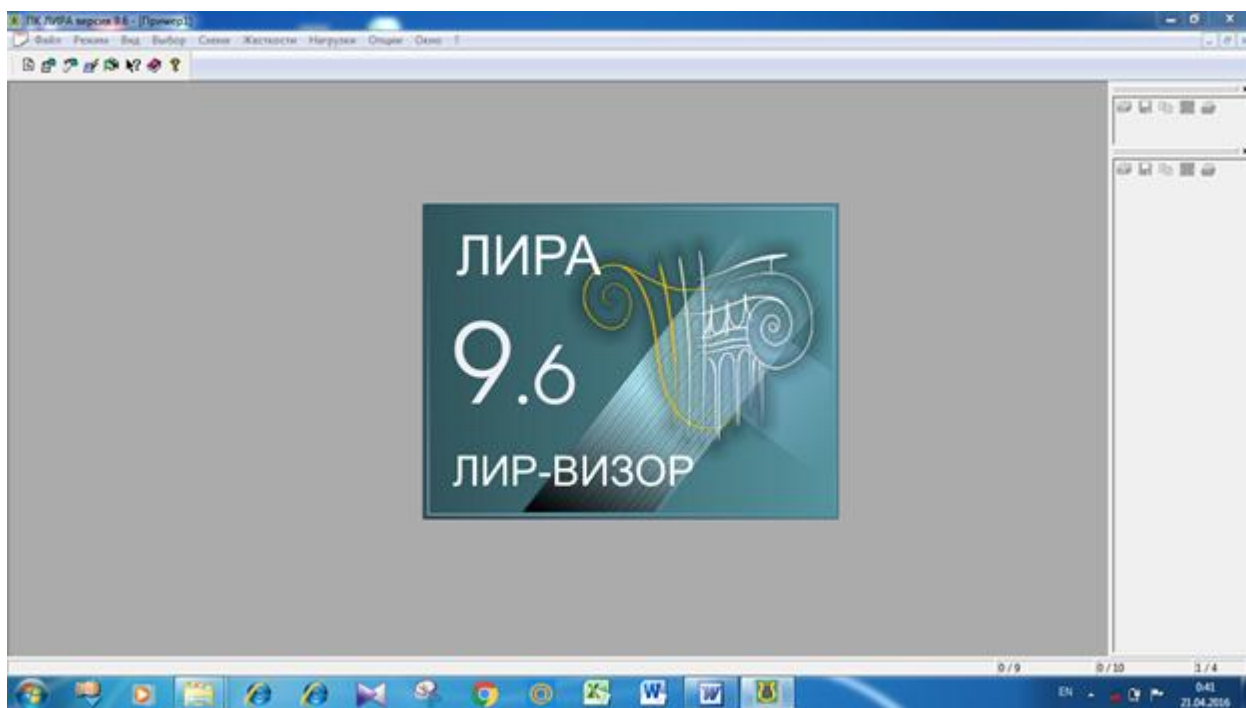 ПК ЛИРА версия 9.6 - [Пример1]
Файл Режим Вид Выбор Схема Жесткости Нагрузки Опции Окно ?
ЛИРА
9.6
ЛИР-ВИЗОР
0 / 9 0 / 10 1 / 4
EN 0:41
21.04.2016